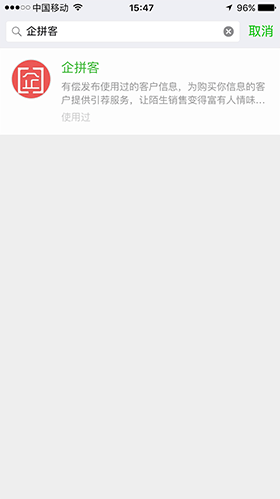 中国移动 15:47 96%
企拼客 取消
企
企拼客
有偿发布使用过的客户信息，为购买你信息的客
户提供引荐服务，让陌生销售变得富有人情味...
使用过